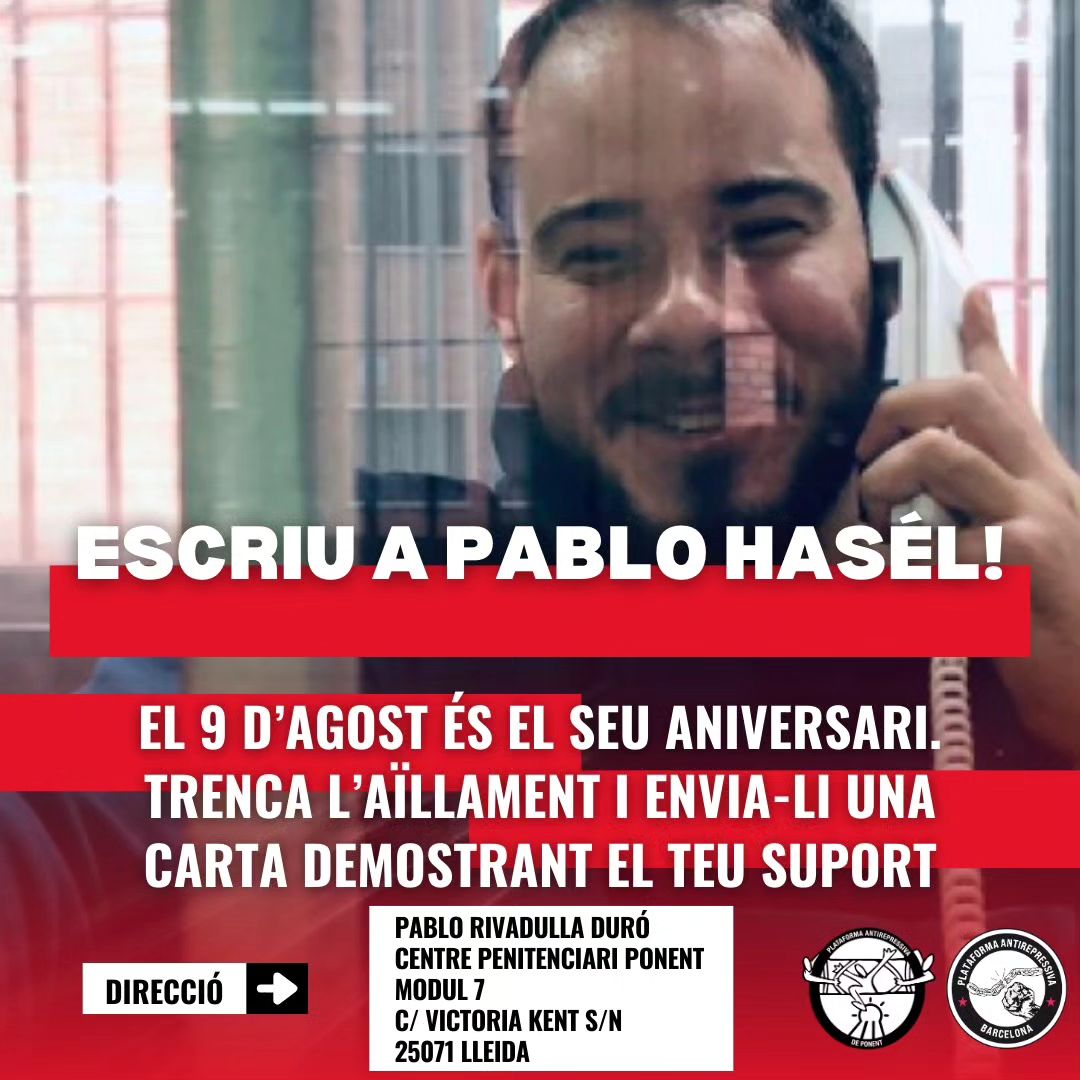 ESCRIU A PABLO HASÉL!
EL 9 D'AGOST ÉS EL SEU ANIVERSARI.
TRENCA L'AÏLLAMENT I ENVIA-LI UNA
CARTA DEMOSTRANT EL TEU SUPORT
DIRECCIÓ
PABLO RIVADULLA DURÓ
CENTRE PENITENCIARI PONENT
MODUL 7
C/ VICTORIA KENT S/N
25071 LLEIDA
PLATAFORMA ANTIREPRESSIVA
DE PONENT
PLATAFORMA ANTIREPRESSIVA
BARCELONA